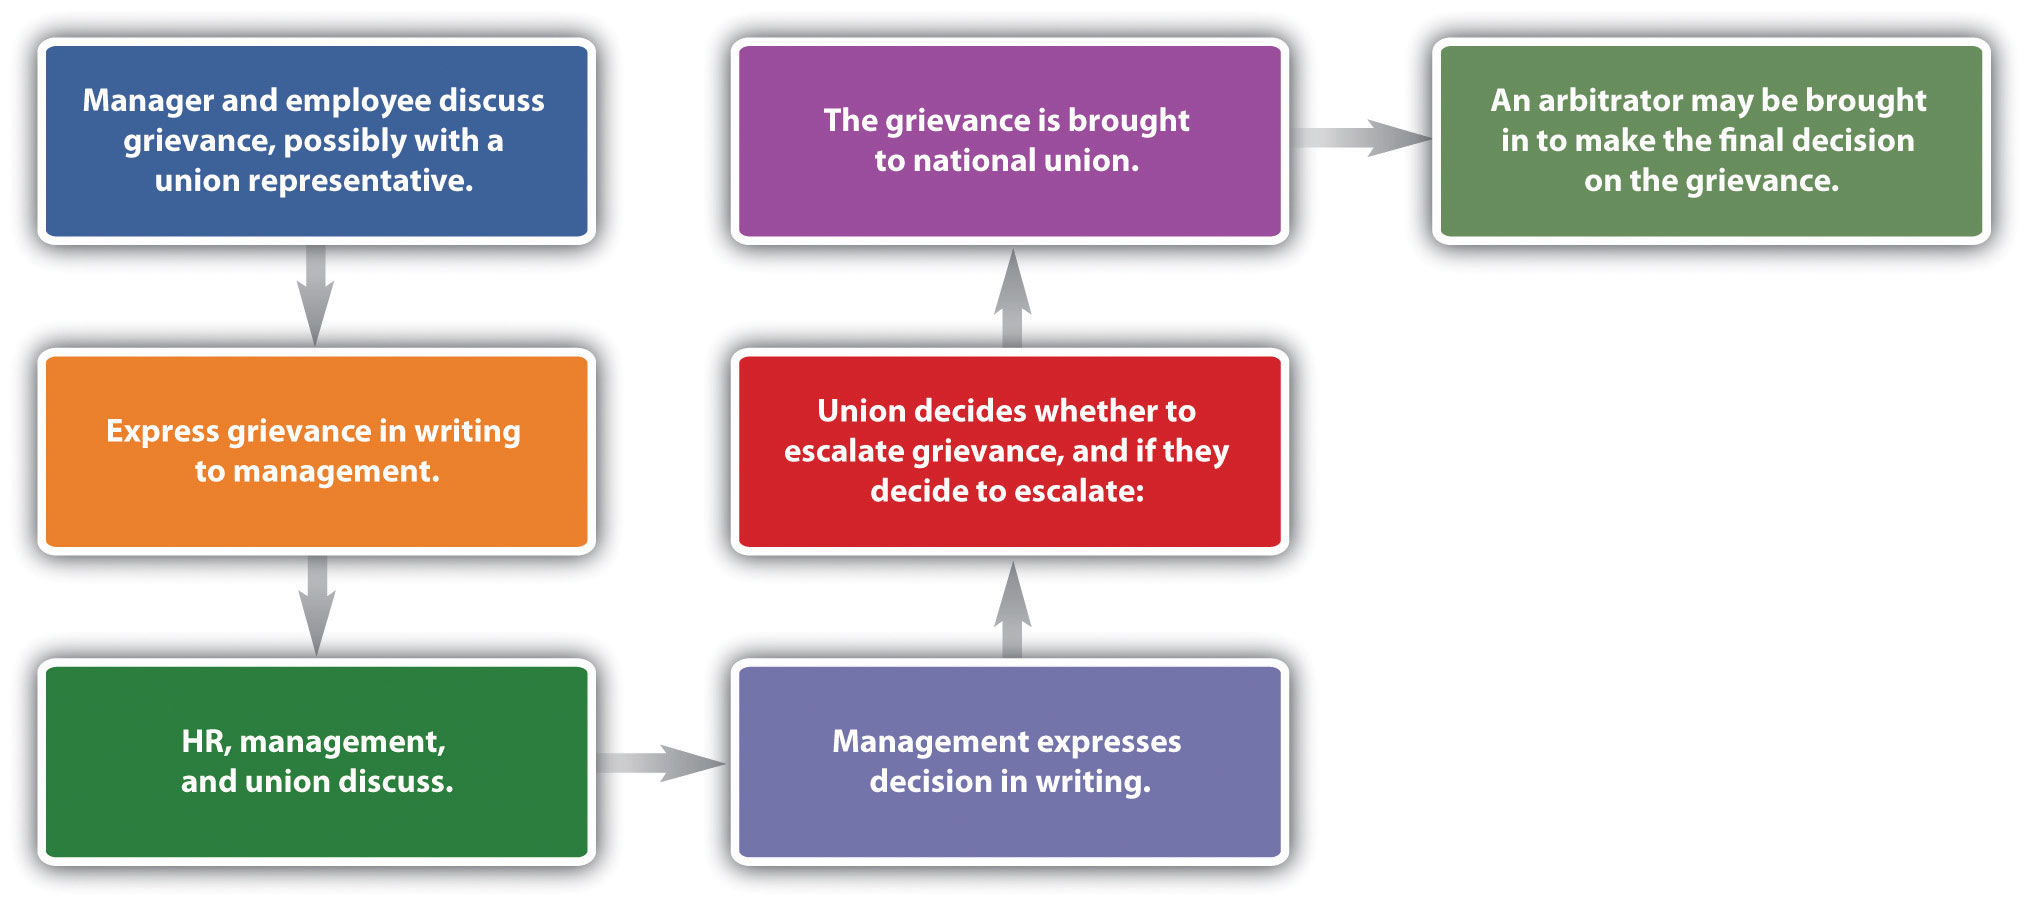 Manager and employee discuss
grievance, possibly with a
union representative.
Express grievance in writing
to management.
HR, management,
and union discuss.
Management expresses
decision in writing.
Union decides whether to
escalate grievance, and if they
decide to escalate:
The grievance is brought
to national union.
An arbitrator may be brought
in to make the final decision
on the grievance.